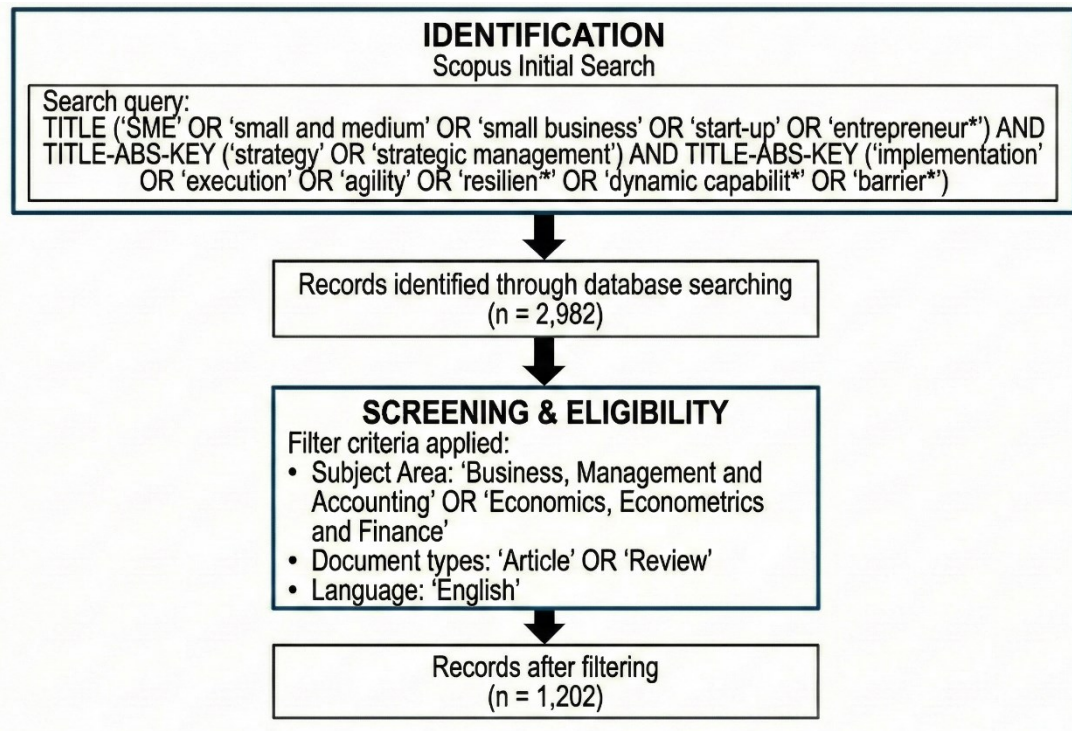 IDENTIFICATION
Scopus Initial Search
Search query:
TITLE (‘SME’ OR ‘small and medium’ OR ‘small business’ OR ‘start-up’ OR ‘entrepreneur*’) AND
TITLE-ABS-KEY (‘strategy’ OR ‘strategic management’) AND TITLE-ABS-KEY (‘implementation’
OR ‘execution’ OR ‘agility’ OR ‘resilien*’ OR ‘dynamic capabilit*’ OR ‘barrier*’)
Records identified through database searching
(n = 2,982)
SCREENING & ELIGIBILITY
Filter criteria applied:
• Subject Area: ‘Business, Management and
Accounting’ OR ‘Economics, Econometrics
and Finance’
• Document types: ‘Article’ OR ‘Review’
• Language: ‘English’
Records after filtering
(n = 1,202)